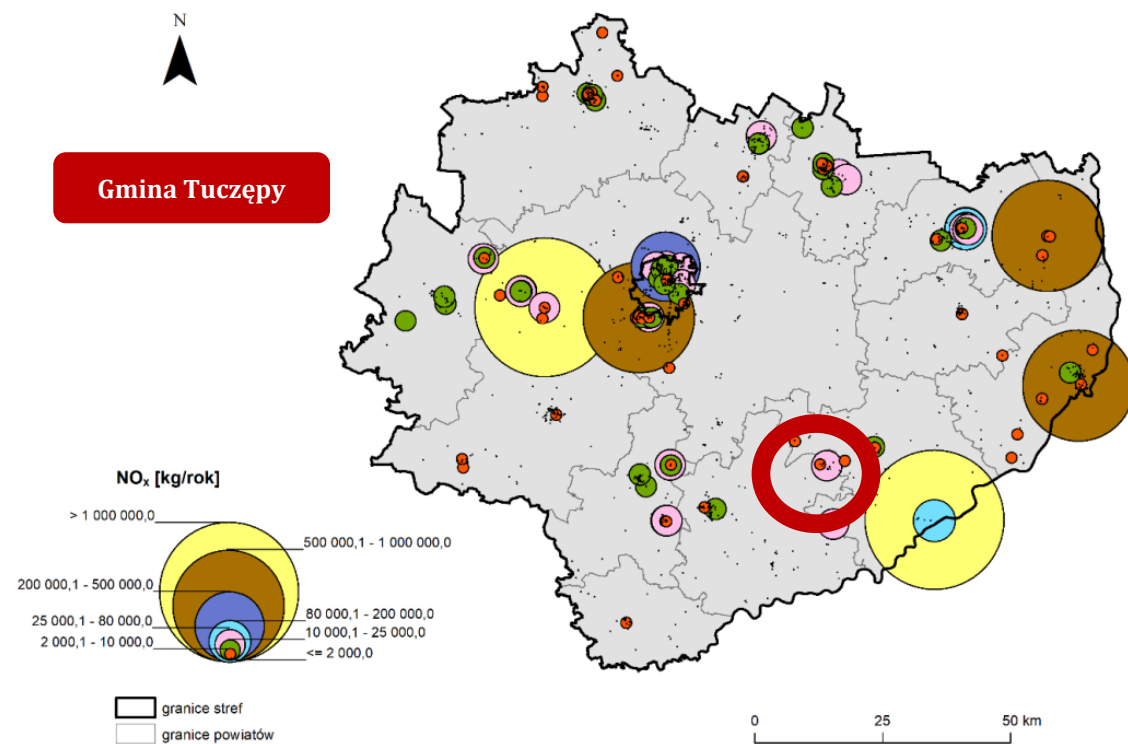 N
Gmina Tuczępy
NOx [kg/rok]
> 1 000 000,0
500 000,1 - 1 000 000,0
200 000,1 - 500 000,0
80 000,1 - 200 000,0
25 000,1 - 80 000,0
10 000,1 - 25 000,0
2 000,1 - 10 000,0
<= 2 000,0
granice stref
granice powiatów
0 25 50 km